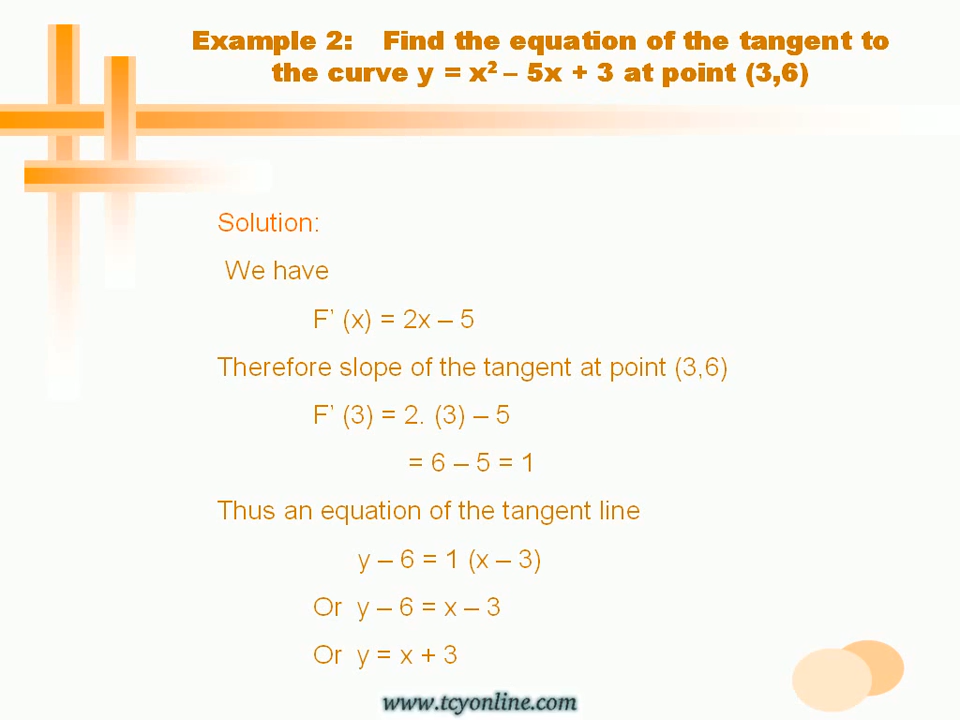 Example 2: Find the equation of the tangent to
the curve y = x² – 5x + 3 at point (3,6)
Solution:
We have
F' (x) = 2x – 5
Therefore slope of the tangent at point (3,6)
F' (3) = 2. (3) – 5
= 6 – 5 = 1
Thus an equation of the tangent line
y – 6 = 1 (x – 3)
Or y – 6 = x – 3
Or y = x + 3
www.tcyonline.com